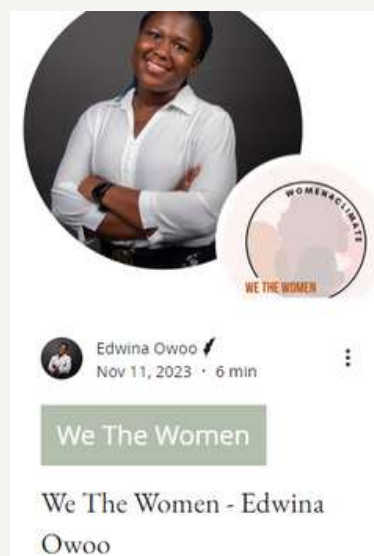 WOMEN4CLIMATE
WE THE WOMEN
Edwina Owoo
Nov 11, 2023 · 6 min
We The Women
We The Women - Edwina
Owoo